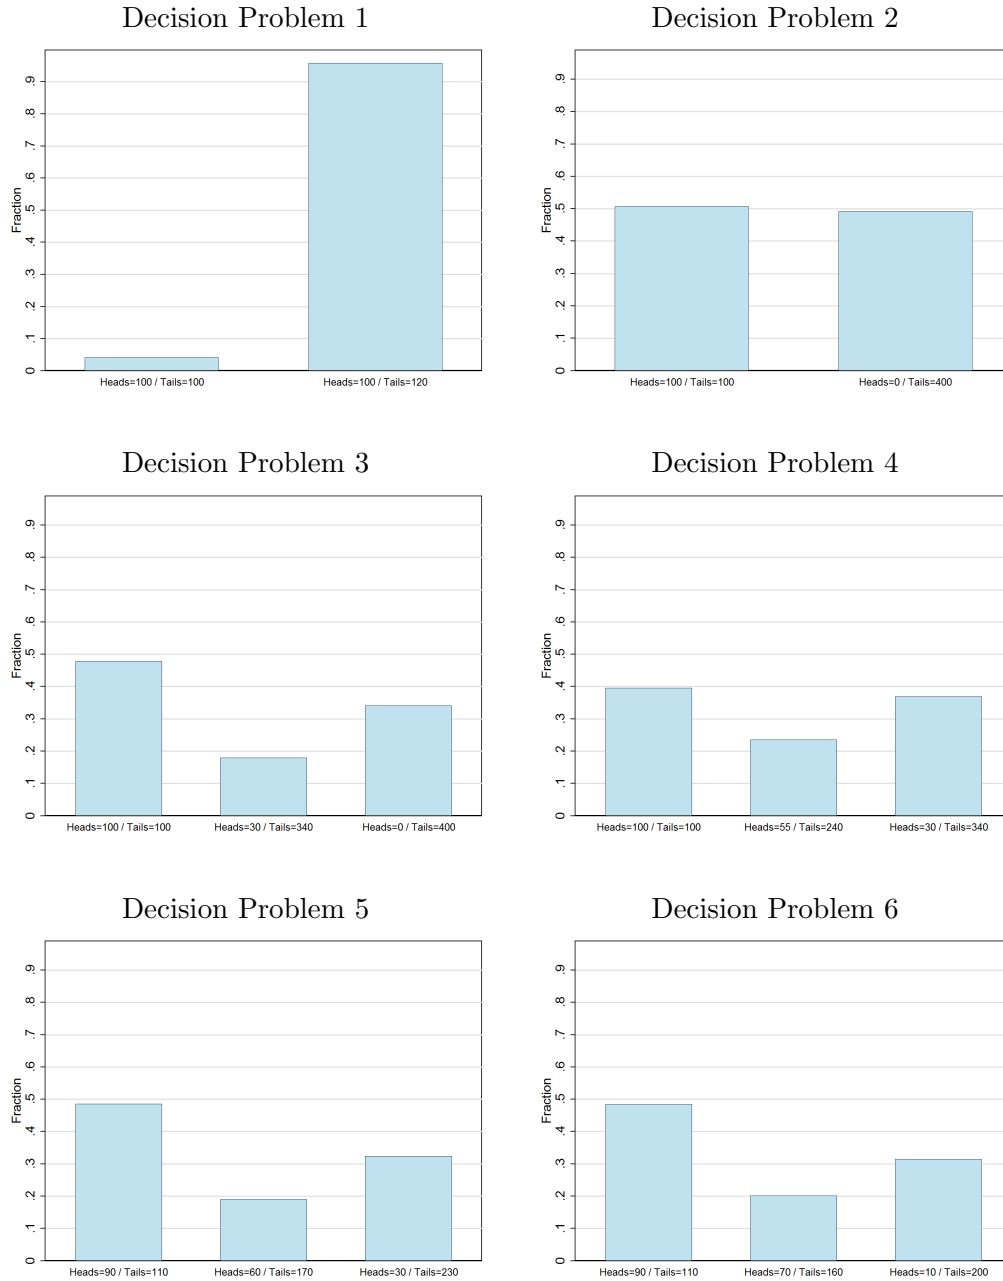 Decision Problem 1
Decision Problem 2
Fraction
0 .1 .2 .3 .4 .5 .6 .7 .8 .9
Heads=100 / Tails=100
Heads=100 / Tails=120
Fraction
0 .1 .2 .3 .4 .5 .6 .7 .8 .9
Heads=100 / Tails=100
Heads=0 / Tails=400
Decision Problem 3
Decision Problem 4
Fraction
0 .1 .2 .3 .4 .5 .6 .7 .8 .9
Heads=100 / Tails=100
Heads=30 / Tails=340
Heads=0 / Tails=400
Fraction
0 .1 .2 .3 .4 .5 .6 .7 .8 .9
Heads=100 / Tails=100
Heads=55 / Tails=240
Heads=30 / Tails=340
Decision Problem 5
Decision Problem 6
Fraction
0 .1 .2 .3 .4 .5 .6 .7 .8 .9
Heads=90 / Tails=110
Heads=60 / Tails=170
Heads=30 / Tails=230
Fraction
0 .1 .2 .3 .4 .5 .6 .7 .8 .9
Heads=90 / Tails=110
Heads=70 / Tails=160
Heads=10 / Tails=200